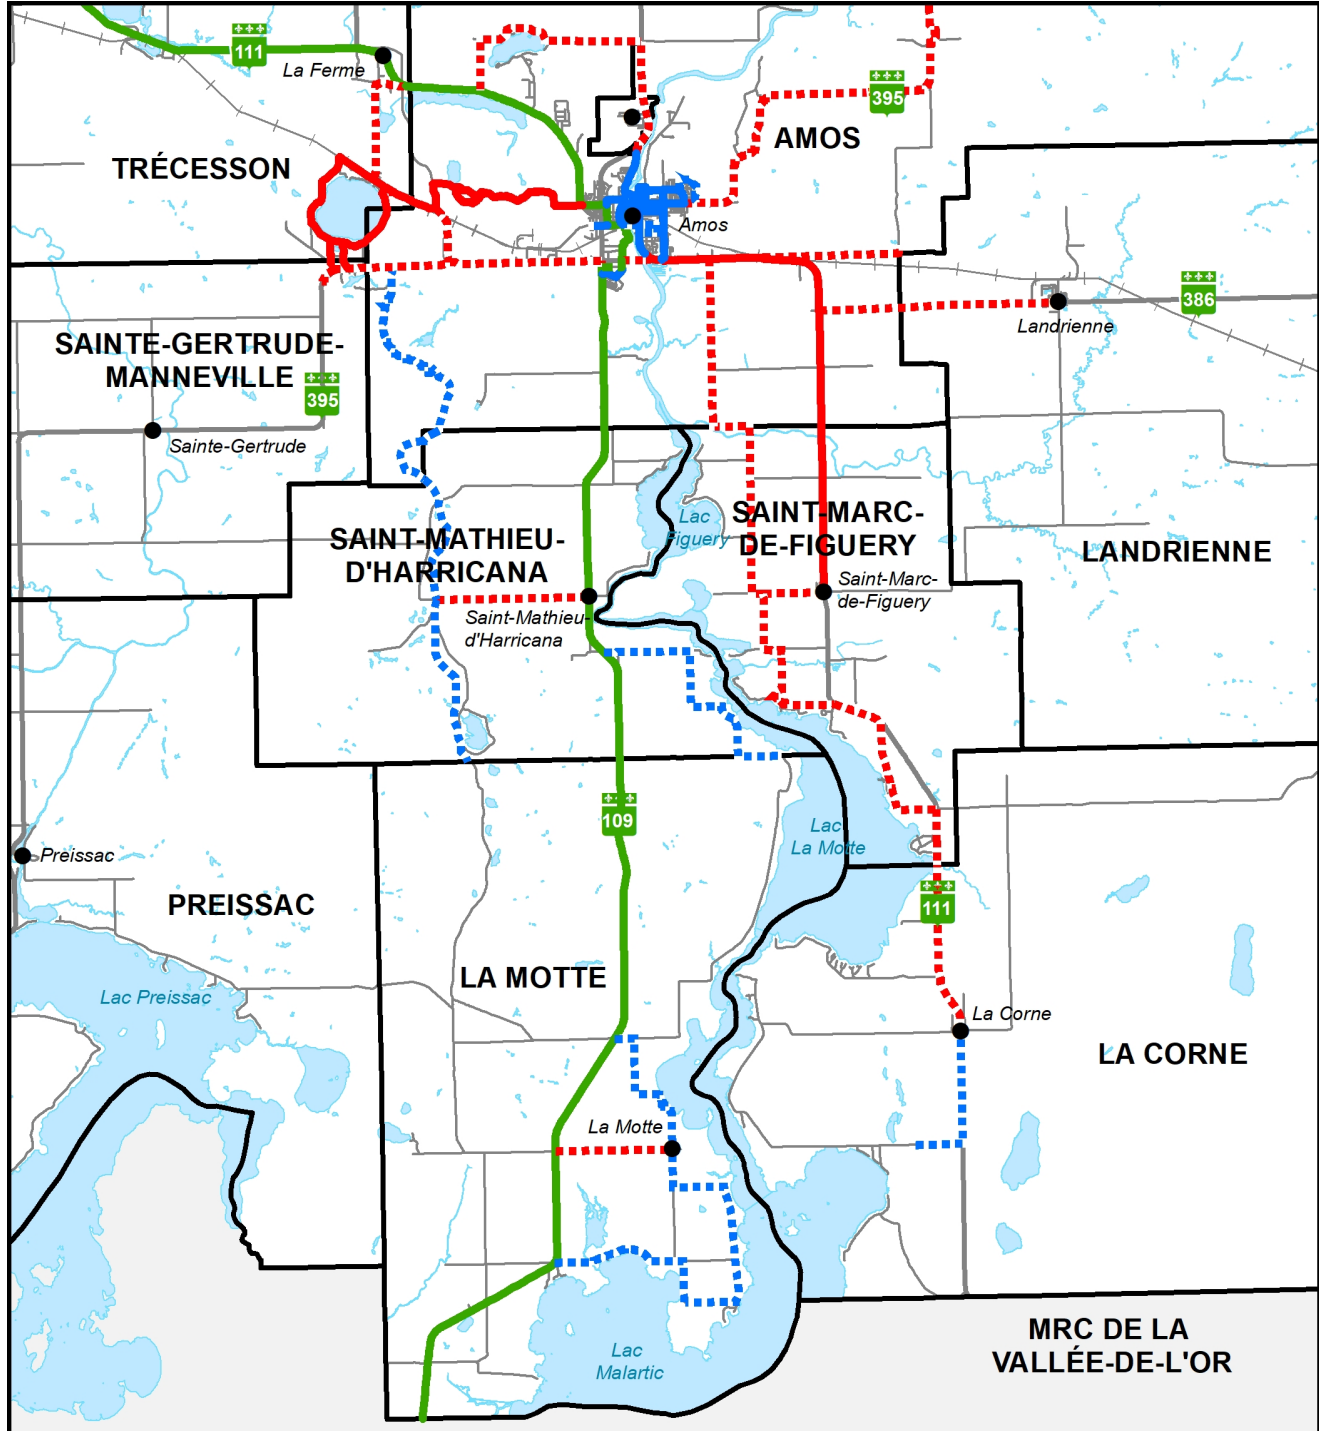 111
La Ferme
395
AMOS
TRÉCESSON
Amos
386
Landrienne
SAINTE-GERTRUDE-
MANNEVILLE
395
Sainte-Gertrude
Lac
Figuery
SAINT-MARC-
DE-FIGUERY
SAINT-MATHIEU-
D'HARRICANA
LANDRIENNE
Saint-Marc-
de-Figuery
Saint-Mathieu-
d'Harricana
109
Lac
La Motte
Preissac
PREISSAC
111
LA MOTTE
Lac Preissac
La Corne
LA CORNE
La Motte
MRC DE LA
VALLÉE-DE-L'OR
Lac
Malartic